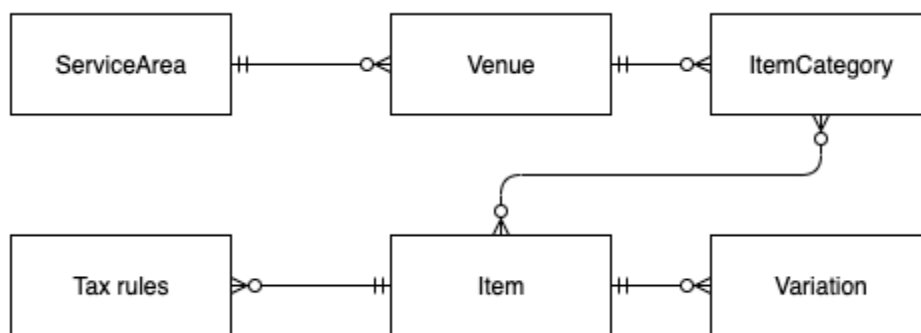 ServiceArea
Venue
ItemCategory
Tax rules
Item
Variation